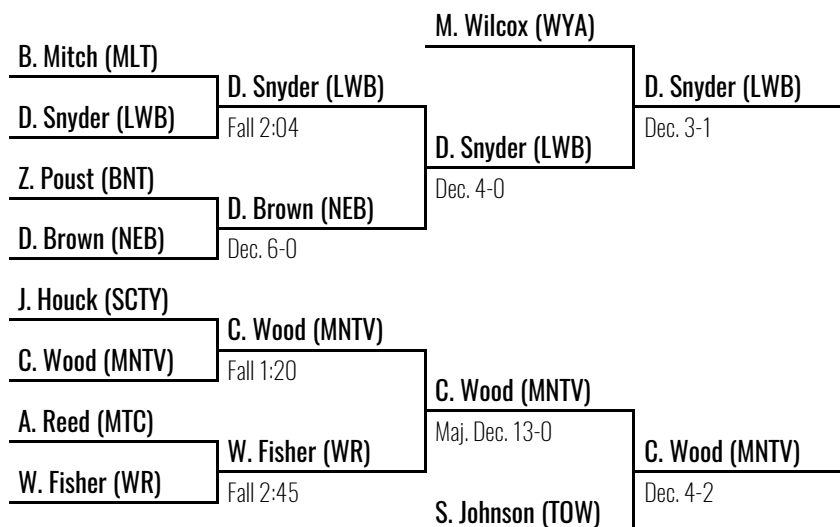 B. Mitch (MLT)
D. Snyder (LWB)
Z. Poust (BNT)
D. Brown (NEB)
J. Houck (SCTY)
C. Wood (MNTV)
A. Reed (MTC)
W. Fisher (WR)
D. Snyder (LWB)
Fall 2:04
D. Brown (NEB)
Dec. 6-0
C. Wood (MNTV)
Fall 1:20
W. Fisher (WR)
Fall 2:45
M. Wilcox (WYA)
D. Snyder (LWB)
Dec. 4-0
C. Wood (MNTV)
Maj. Dec. 13-0
S. Johnson (TOW)
D. Snyder (LWB)
Dec. 3-1
C. Wood (MNTV)
Dec. 4-2